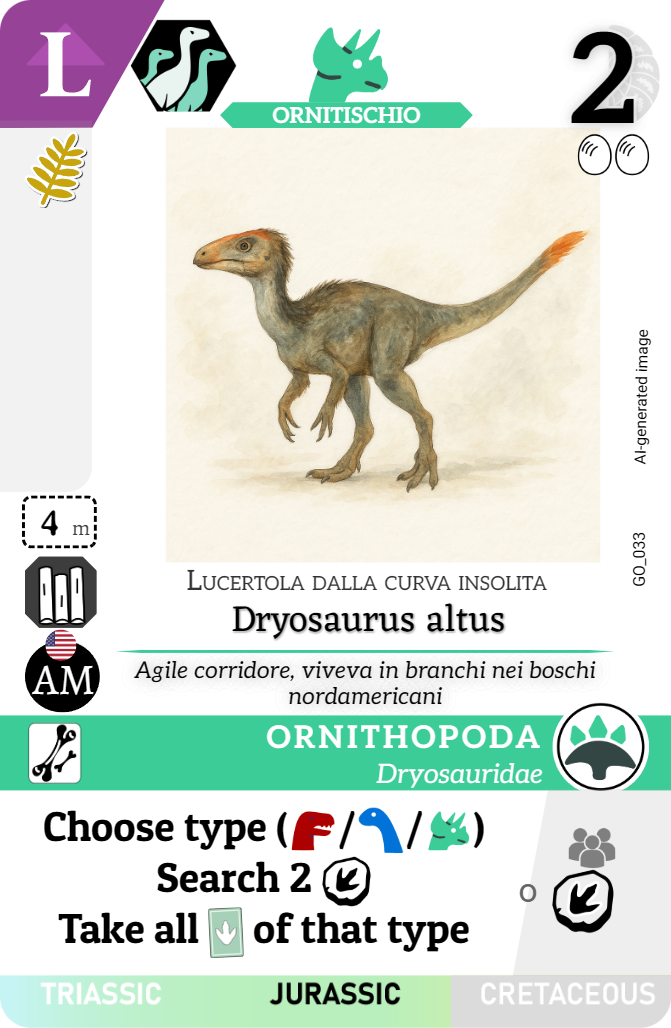 L
ORNITISCHIO
2
AI-generated image
GO_033
4 m
AM
Lucertola dalla curva insolita
Dryosaurus altus
Agile corridore, viveva in branchi nei boschi
nordamericani
ORNITHOPODA
Dryosauridae
Choose type ( / / )
Search 2
Take all of that type
o
TRIASSIC JURASSIC CRETACEOUS